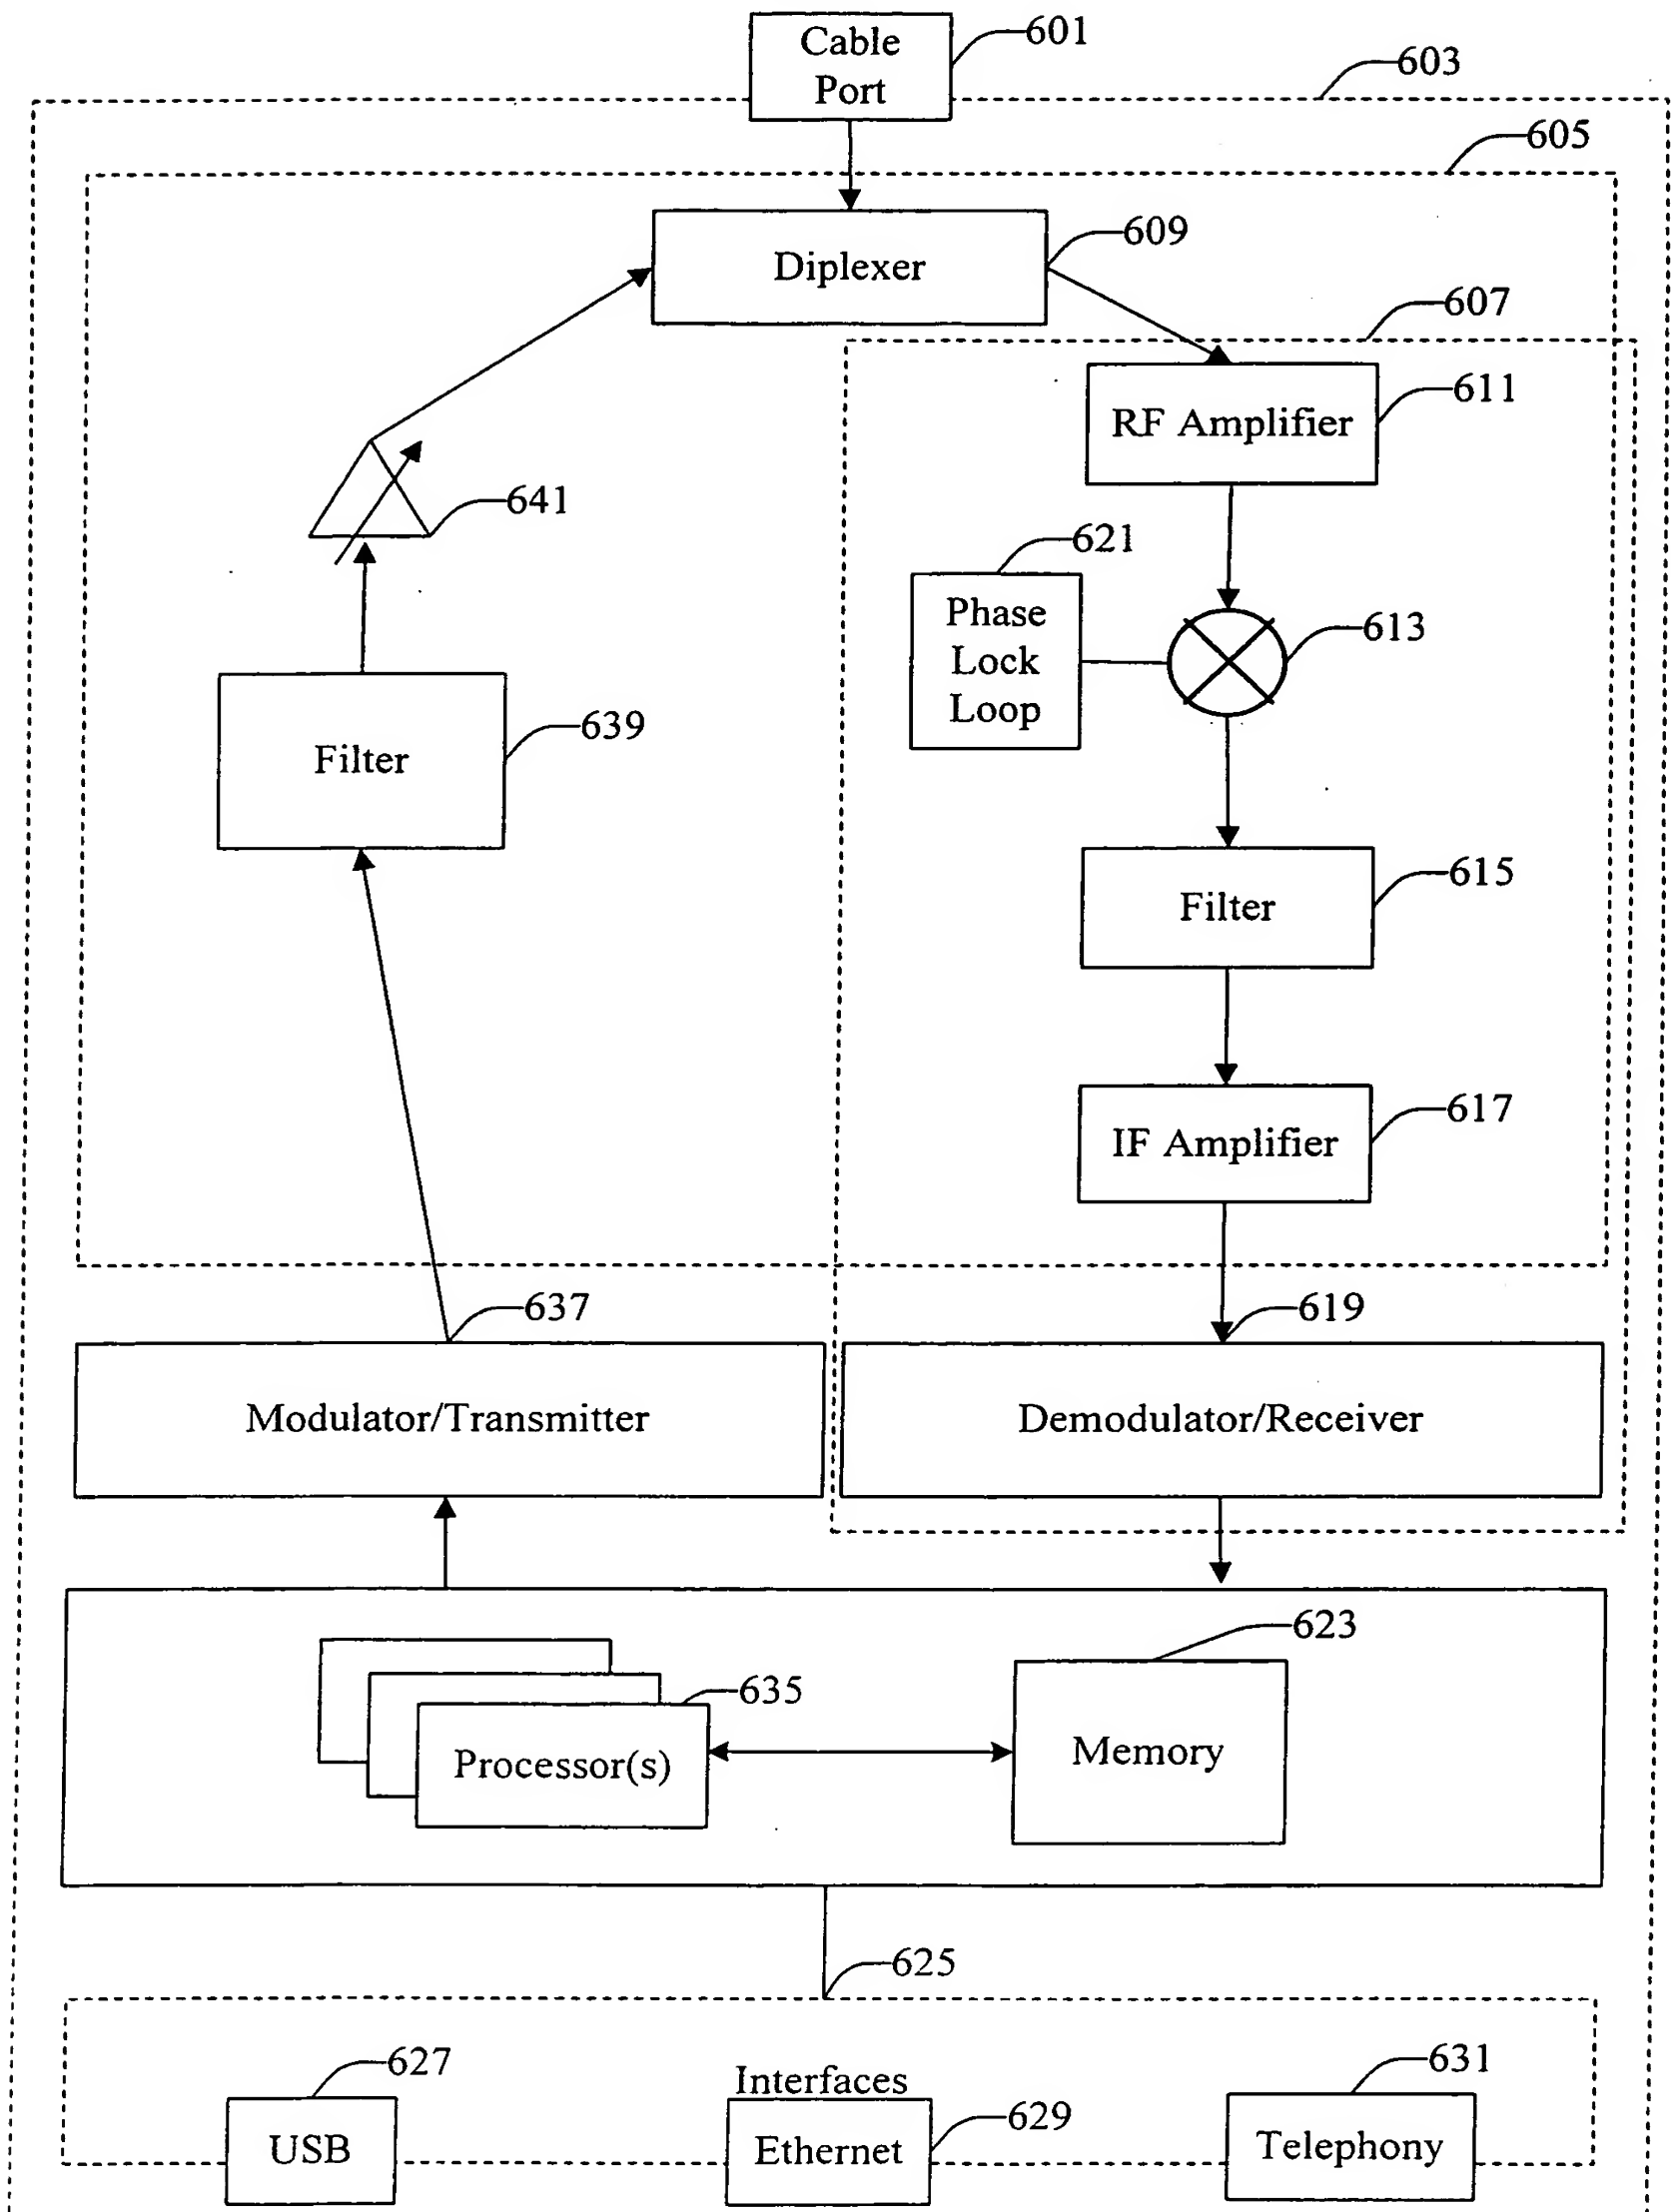 Cable
Port
601
603
605
Diplexer
609
607
RF Amplifier
611
641
621
Phase
Lock
Loop
613
Filter
639
Filter
615
IF Amplifier
617
637
619
Modulator/Transmitter
Demodulator/Receiver
623
635
Processor(s)
Memory
625
627
Interfaces
631
USB
629
Ethernet
Telephony